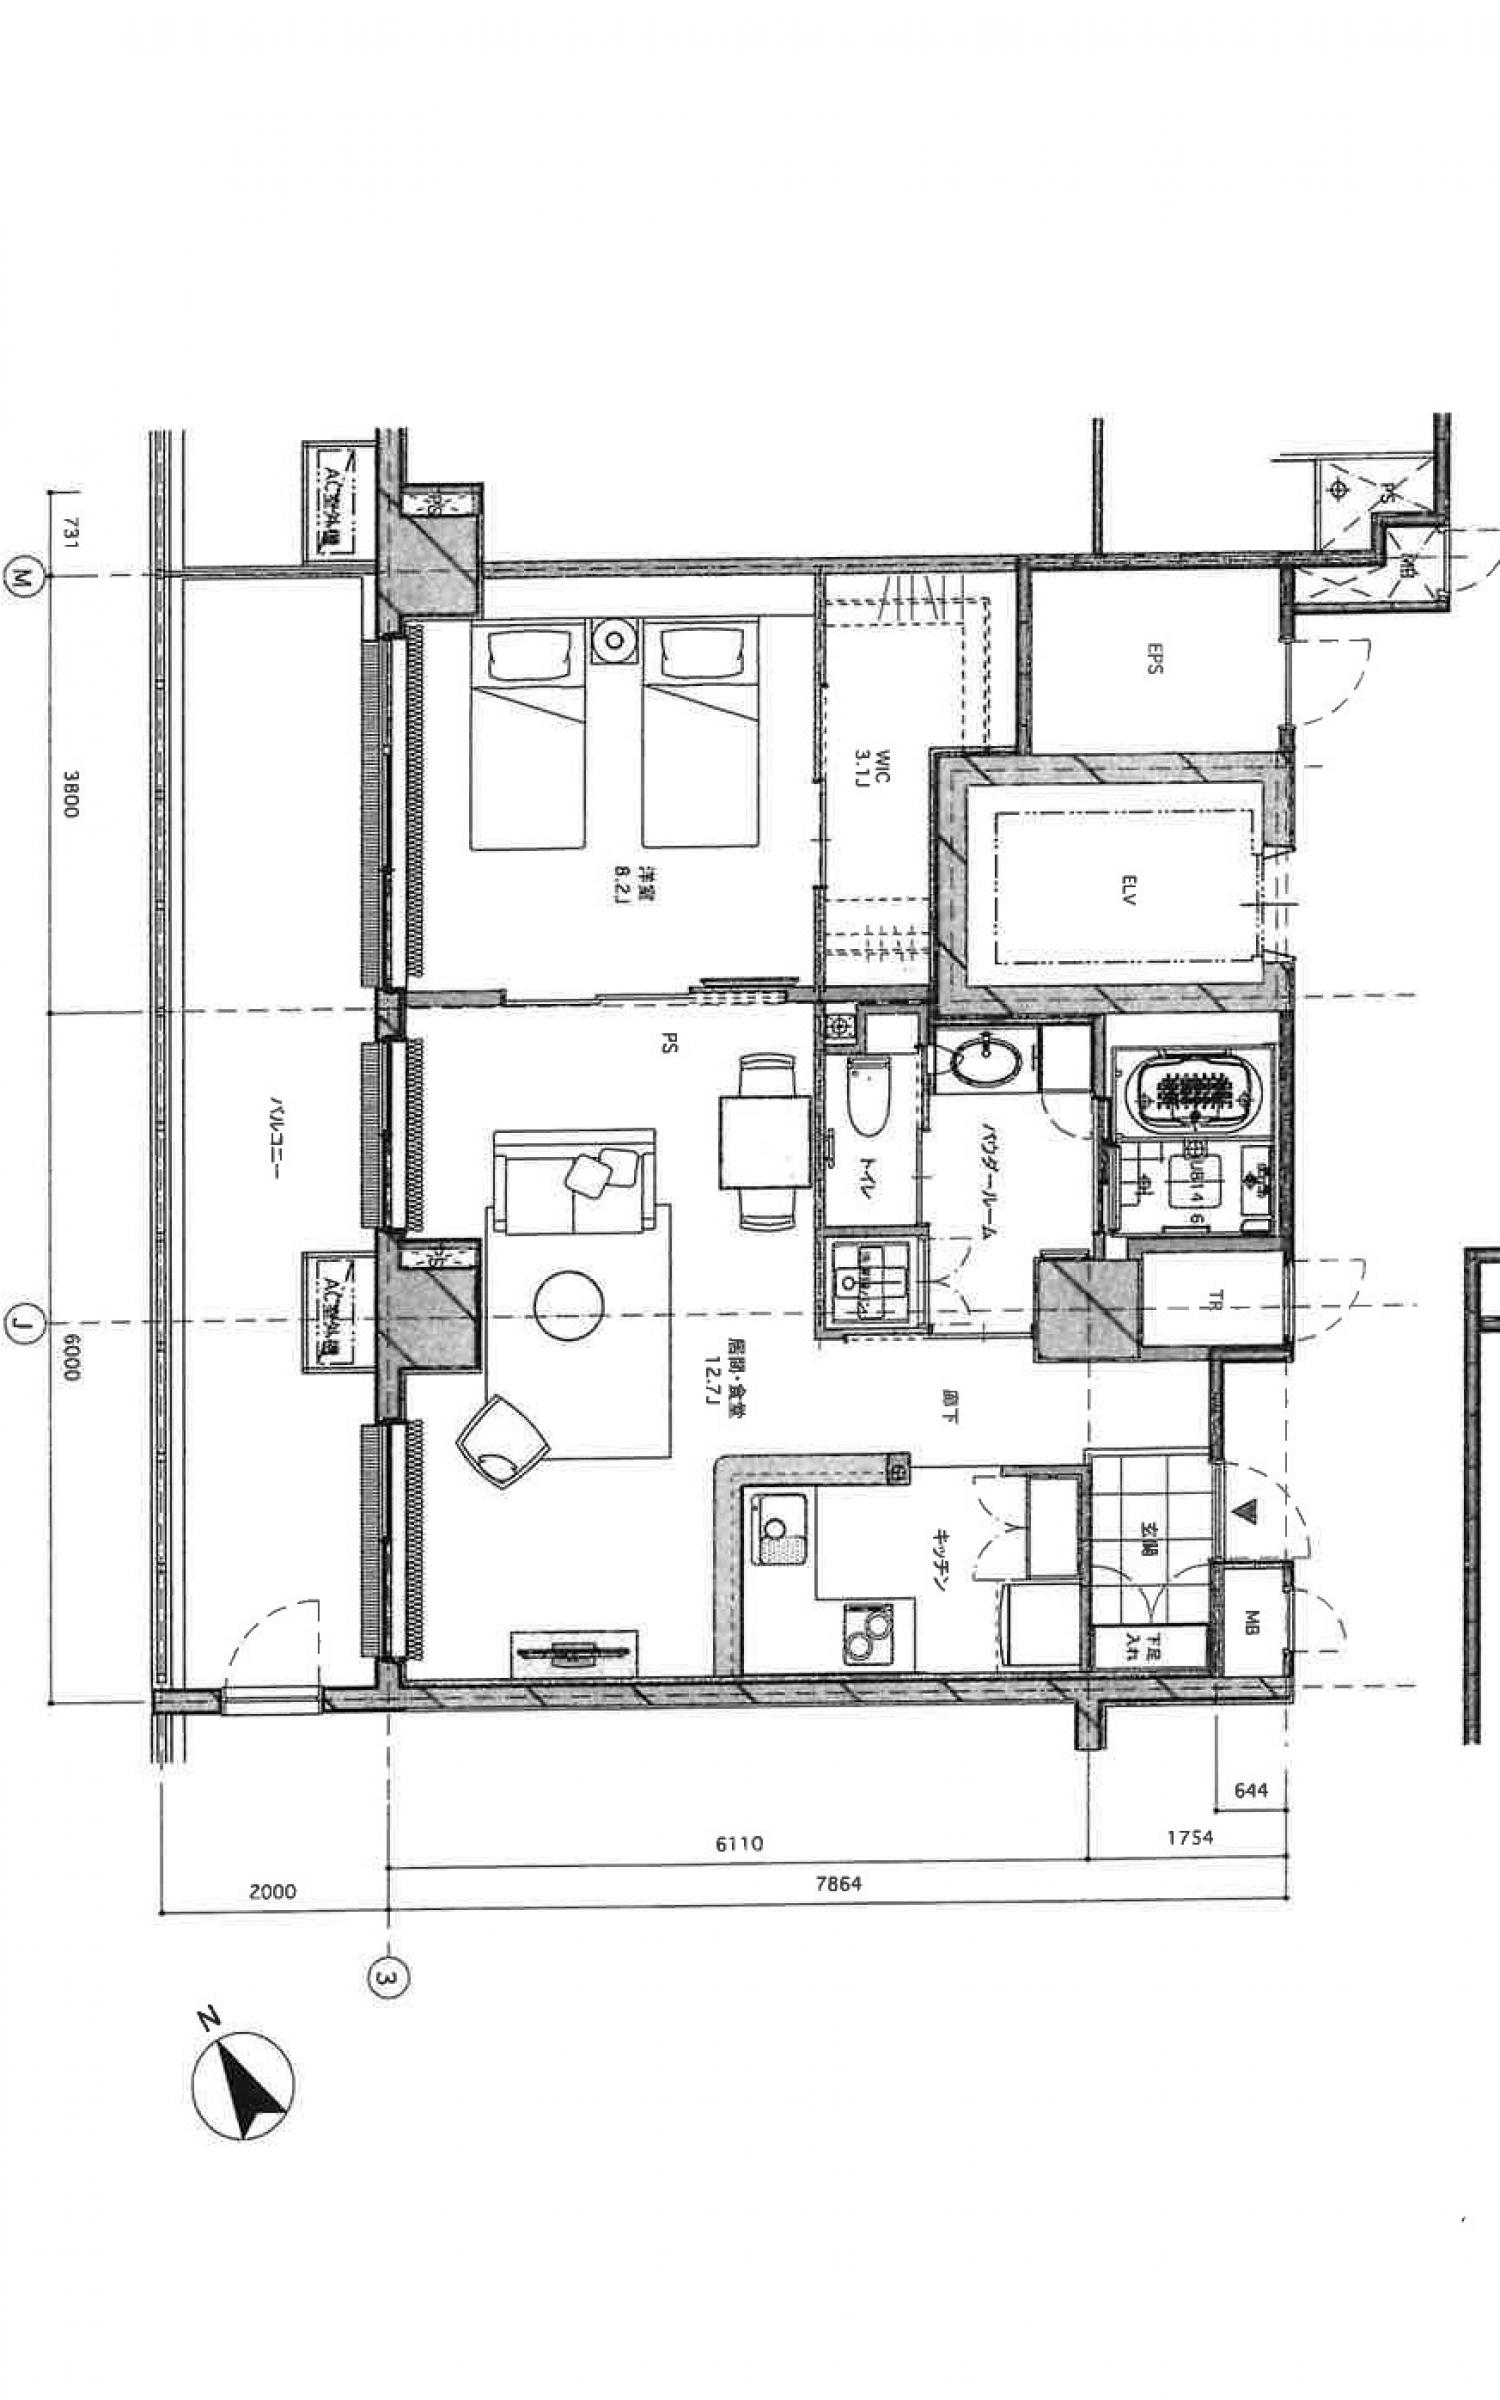 AC室外機
PS
PS
PS
731
M
EPS
WIC
3.1J
3800
洋室
8.2J
ELV
PS
バルコニー
トイレ
パウダールーム
UB1416
AC室外機
PS
TR
J
6000
居間・食堂
12.7J
廊下
キッチン
玄関
下足
入れ
MB
644
6110
1754
7864
2000
3
N